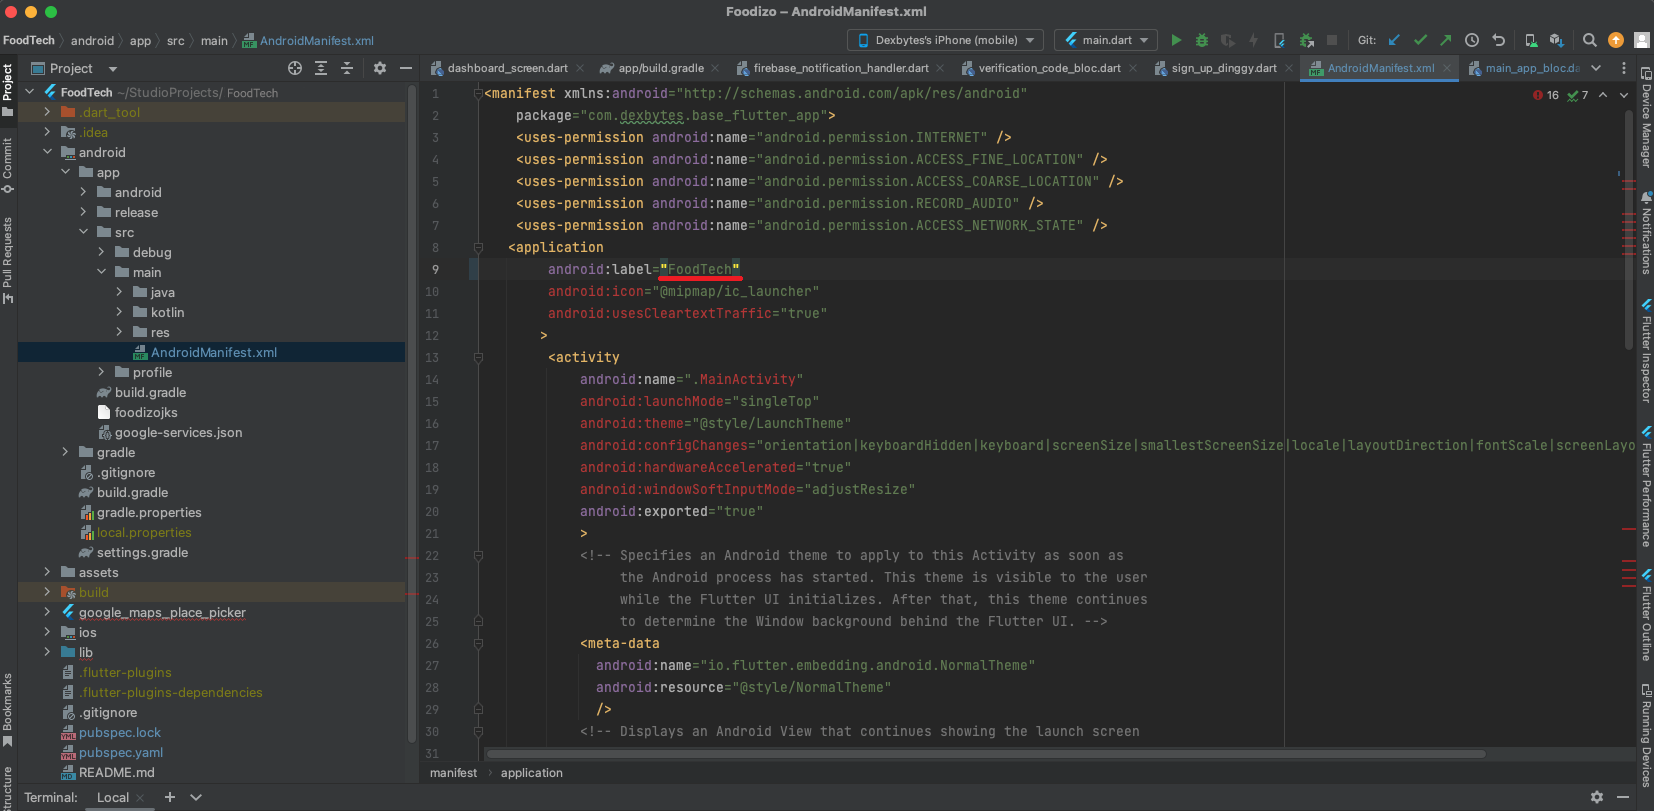 Foodizo – AndroidManifest.xml
FoodTech android app src main AndroidManifest.xml
Dexbytes's iPhone (mobile) main.dart Git:
Project
dashboard_screen.dart app/build.gradle firebase_notification_handler.dart verification_code_bloc.dart sign_up_dinggy.dart AndroidManifest.xml main_app_bloc.da
Project
Commit
Pull Requests
Bookmarks
Structure
FoodTech ~/StudioProjects/ FoodTech
.dart_tool
.idea
android
app
android
release
src
debug
main
java
kotlin
res
AndroidManifest.xml
profile
build.gradle
foodizojks
google-services.json
gradle
.gitignore
build.gradle
gradle.properties
local.properties
settings.gradle
assets
build
google_maps_place_picker
ios
lib
.flutter-plugins
.flutter-plugins-dependencies
.gitignore
pubspec.lock
pubspec.yaml
README.md
16 7
1 <manifest xmlns:android="http://schemas.android.com/apk/res/android"
2 package="com.dexbytes.base_flutter_app">
3 <uses-permission android:name="android.permission.INTERNET" />
4 <uses-permission android:name="android.permission.ACCESS_FINE_LOCATION" />
5 <uses-permission android:name="android.permission.ACCESS_COARSE_LOCATION" />
6 <uses-permission android:name="android.permission.RECORD_AUDIO" />
7 <uses-permission android:name="android.permission.ACCESS_NETWORK_STATE" />
8 <application
9 android:label="FoodTech"
10 android:icon="@mipmap/ic_launcher"
11 android:usesCleartextTraffic="true"
12 >
13 <activity
14 android:name=".MainActivity"
15 android:launchMode="singleTop"
16 android:theme="@style/LaunchTheme"
17 android:configChanges="orientation|keyboardHidden|keyboard|screenSize|smallestScreenSize|locale|layoutDirection|fontScale|screenLayo
18 android:hardwareAccelerated="true"
19 android:windowSoftInputMode="adjustResize"
20 android:exported="true"
21 >
22 <!-- Specifies an Android theme to apply to this Activity as soon as
23 the Android process has started. This theme is visible to the user
24 while the Flutter UI initializes. After that, this theme continues
25 to determine the Window background behind the Flutter UI. -->
26 <meta-data
27 android:name="io.flutter.embedding.android.NormalTheme"
28 android:resource="@style/NormalTheme"
29 />
30 <!-- Displays an Android View that continues showing the launch screen
31
manifest application
Device Manager
Notifications
Flutter Inspector
Flutter Performance
Flutter Outline
Running Devices
Terminal: Local